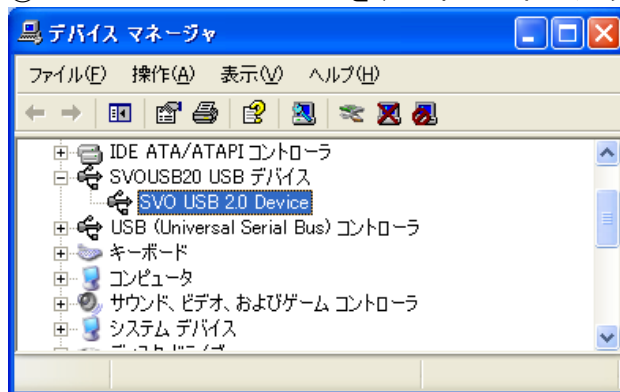 デバイス マネージャ
ファイル(F) 操作(A) 表示(V) ヘルプ(H)
IDE ATA/ATAPI コントローラ
SVOUSB20 USB デバイス
SVO USB 2.0 Device
USB (Universal Serial Bus) コントローラ
キーボード
コンピュータ
サウンド、ビデオ、およびゲーム コントローラ
システム デバイス